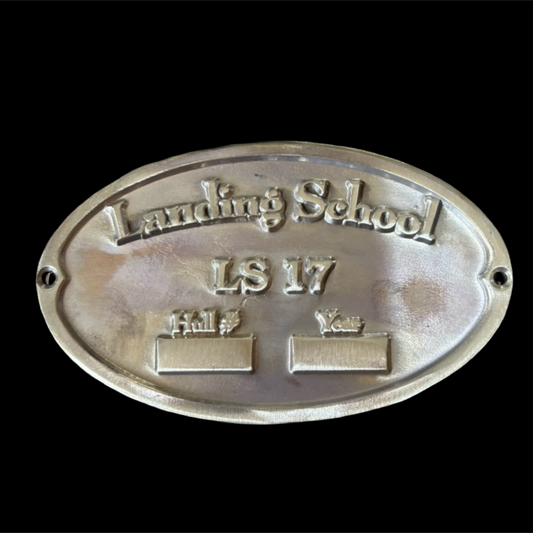 Landing School
LS 17
Hull # Year